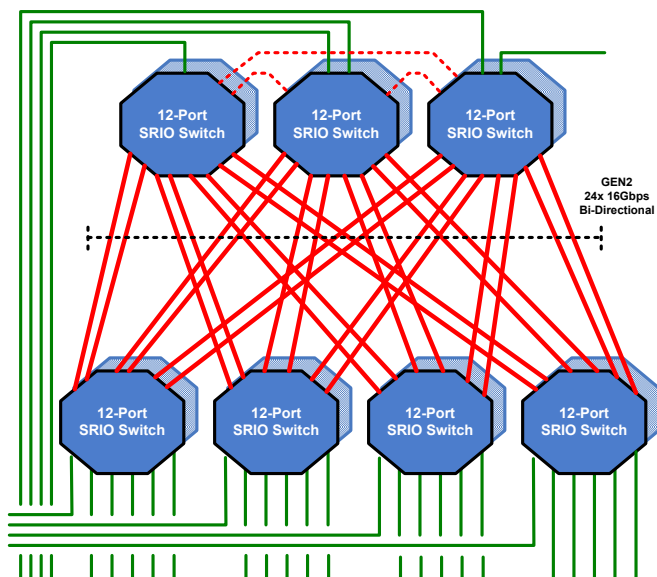 12-Port
SRIO Switch
12-Port
SRIO Switch
12-Port
SRIO Switch
GEN2
24x 16Gbps
Bi-Directional
12-Port
SRIO Switch
12-Port
SRIO Switch
12-Port
SRIO Switch
12-Port
SRIO Switch